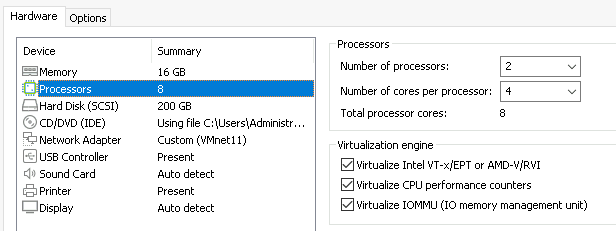 Hardware Options
Device Summary
Memory 16 GB
Processors 8
Hard Disk (SCSI) 200 GB
CD/DVD (IDE) Using file C:\Users\Administr...
Network Adapter Custom (VMnet11)
USB Controller Present
Sound Card Auto detect
Printer Present
Display Auto detect
Processors
Number of processors: 2
Number of cores per processor: 4
Total processor cores: 8
Virtualization engine
Virtualize Intel VT-x/EPT or AMD-V/RVI
Virtualize CPU performance counters
Virtualize IOMMU (IO memory management unit)